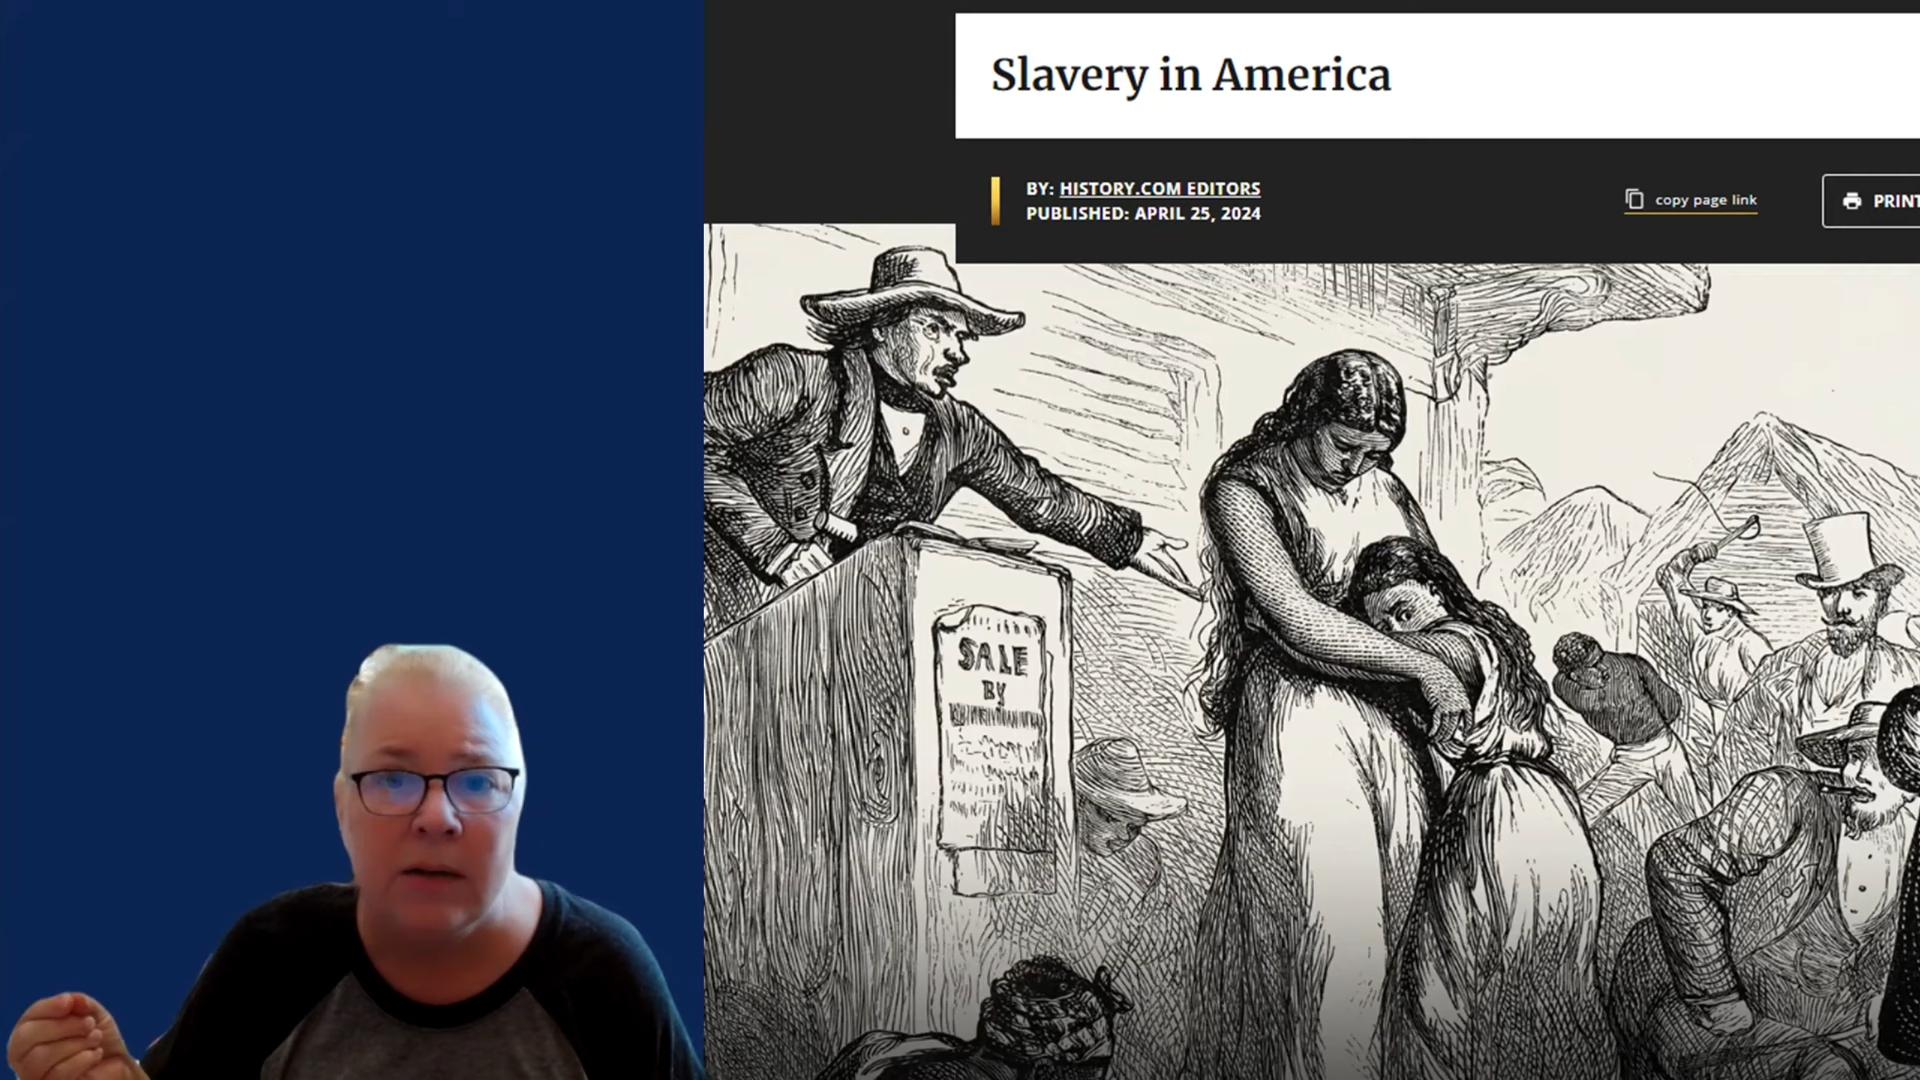 Slavery in America
BY: HISTORY.COM EDITORS
PUBLISHED: APRIL 25, 2024
copy page link
PRINT
SALE
BY